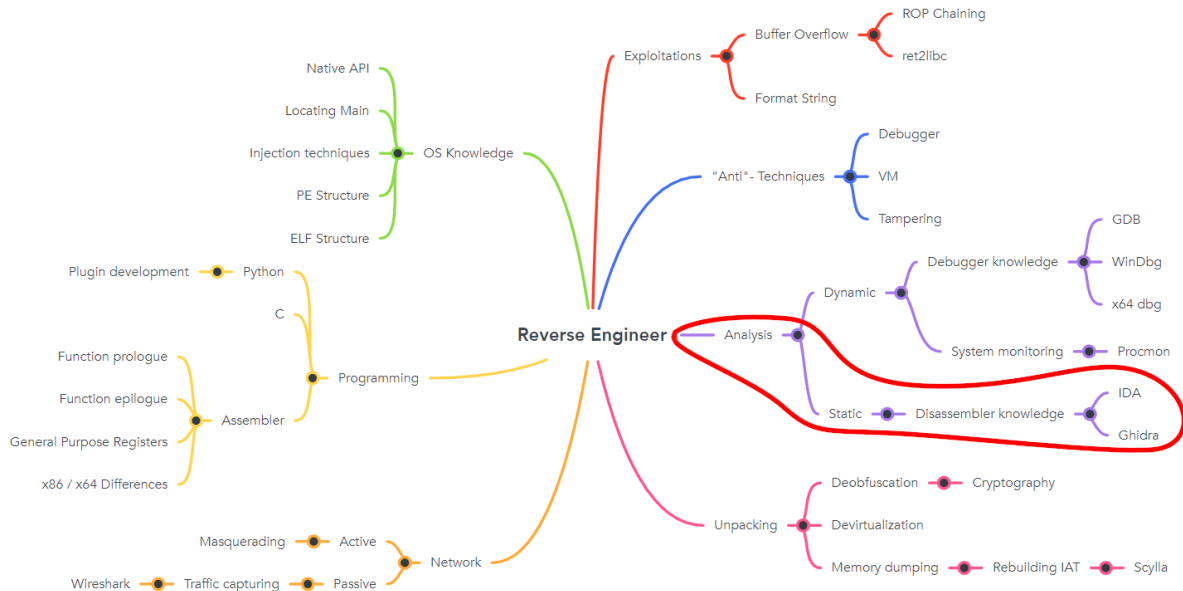 ROP Chaining
Buffer Overflow
Exploitations
ret2libc
Format String
Native API
Locating Main
Injection techniques
OS Knowledge
PE Structure
ELF Structure
Debugger
"Anti"- Techniques
VM
Tampering
GDB
Debugger knowledge
WinDbg
Dynamic
x64 dbg
System monitoring
Procmon
Reverse Engineer
Analysis
IDA
Static
Disassembler knowledge
Ghidra
Plugin development
Python
C
Function prologue
Programming
Function epilogue
Assembler
General Purpose Registers
x86 / x64 Differences
Deobfuscation
Cryptography
Unpacking
Devirtualization
Memory dumping
Rebuilding IAT
Scylla
Masquerading
Active
Network
Wireshark
Traffic capturing
Passive